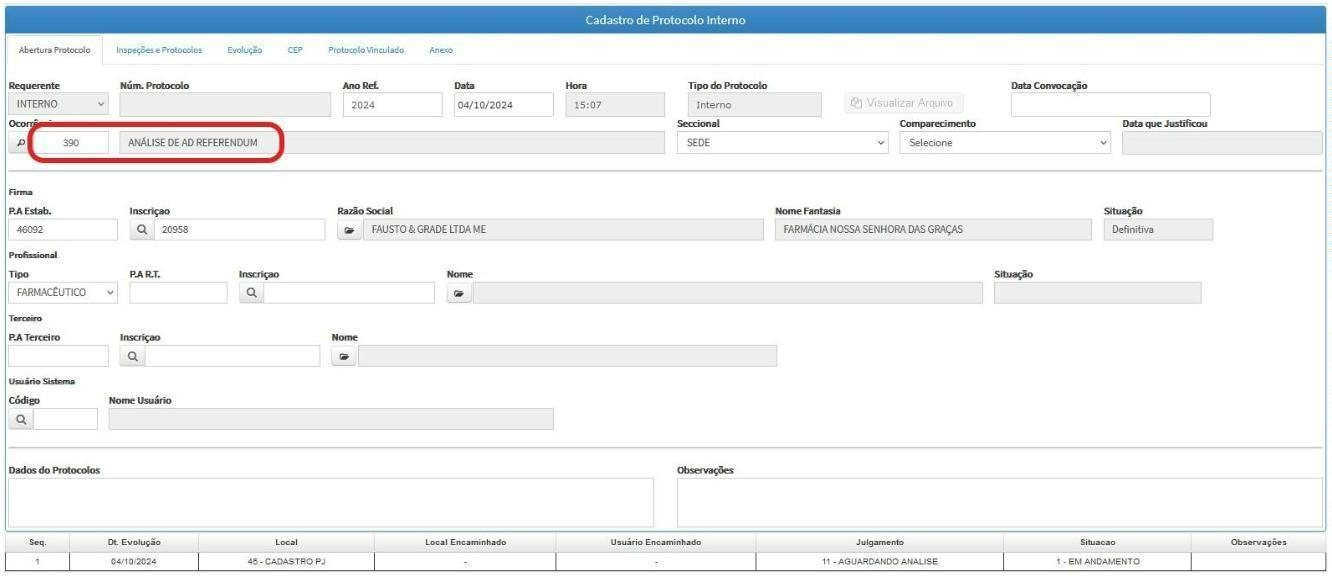 Cadastro de Protocolo Interno
Abertura Protocolo Inspeções e Protocolos Evolução CEP Protocolo Vinculado Anexo
Requerente Núm. Protocolo Ano Ref. Data Hora Tipo do Protocolo Data Convocação
INTERNO 2024 04/10/2024 15:07 Interno Visualizar Arquivo
Seccional Comparecimento Data que Justificou
390 ANÁLISE DE AD REFERENDUM SEDE Selecione
Firma
P.A Estab. Inscriçao Razão Social Nome Fantasia Situação
46092 20958 FAUSTO & GRADE LTDA ME FARMÁCIA NOSSA SENHORA DAS GRAÇAS Definitiva
Profissional
Tipo P.A R.T. Inscriçao Nome Situação
FARMACÊUTICO
Terceiro
P.A Terceiro Inscriçao Nome
Usuário Sistema
Código Nome Usuário
Dados do Protocolos Observações
Seq. Dt. Evolução Local Local Encaminhado Usuário Encaminhado Julgamento Situacao Observações
1 04/10/2024 45 - CADASTRO PJ - - 11 - AGUARDANDO ANALISE 1 - EM ANDAMENTO